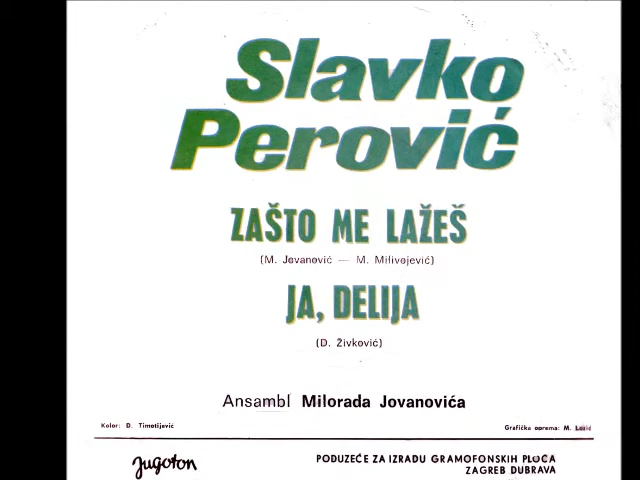 Slavko
Perović
ZAŠTO ME LAŽEŠ
(M. Jovanović — M. Milivojević)
JA, DELIJA
(D. Živković)
Ansambl Milorada Jovanovića
Kolor: D. Timotijević
Grafička oprema: M.
Jugoton
PODUZEĆE ZA IZRADU GRAMOFONSKIH PLOČA
ZAGREB DUBRAVA